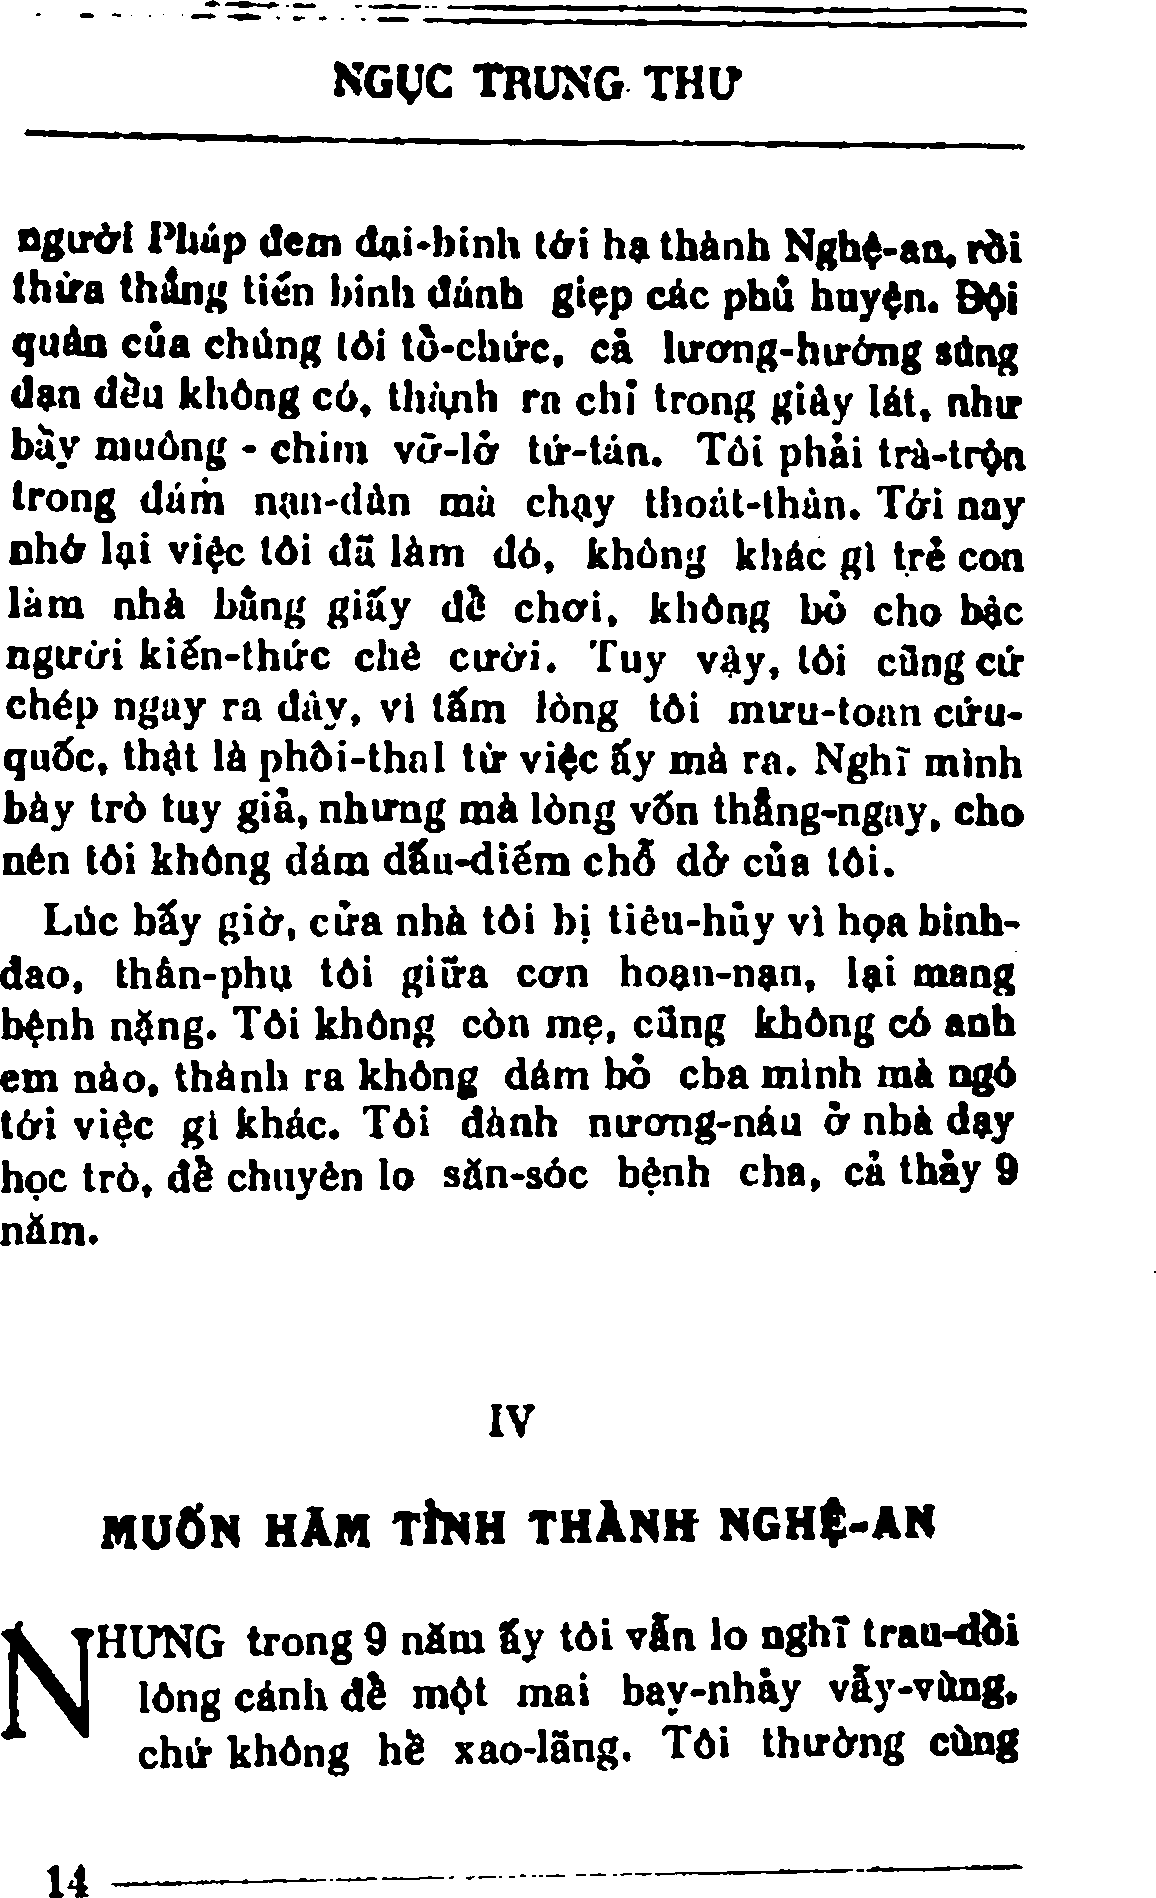 NGỤC TRUNG THƯ
người Pháp đem đại-binh tới hạ thành Nghệ-an, rồi
thừa thắng tiến binh đánh giẹp các phủ huyện. Đội
quân của chúng tôi tổ-chức, cả lương-hướng súng
đạn đều không có, thành ra chỉ trong giây lát, như
bầy muông - chim vỡ-lở tứ-tán. Tôi phải trà-trộn
trong đám nạn-dân mà chạy thoát-thân. Tới nay
nhớ lại việc tôi đã làm đó, không khác gì trẻ con
làm nhà bằng giấy để chơi, không bỏ cho bậc
người kiến-thức chê cười. Tuy vậy, tôi cũng cứ
chép ngay ra đây, vì tấm lòng tôi mưu-toan cứu-
quốc, thật là phôi-thai từ việc ấy mà ra. Nghĩ mình
bày trò tuy giả, nhưng mà lòng vốn thẳng-ngay, cho
nên tôi không dám dấu-diếm chỗ dở của tôi.
Lúc bấy giờ, cửa nhà tôi bị tiêu-hủy vì họa binh-
đao, thân-phụ tôi giữa cơn hoạn-nạn, lại mang
bệnh nặng. Tôi không còn mẹ, cũng không có anh
em nào, thành ra không dám bỏ cha mình mà ngó
tới việc gì khác. Tôi đành nương-náu ở nhà dạy
học trò, để chuyên lo săn-sóc bệnh cha, cả thảy 9
năm.
IV
MUỐN HÃM TỈNH THÀNH NGHỆ-AN
NHƯNG trong 9 năm ấy tôi vẫn lo nghĩ trau-dồi
lông cánh để một mai bay-nhảy vẫy-vùng,
chứ không hề xao-lãng. Tôi thường cùng
14